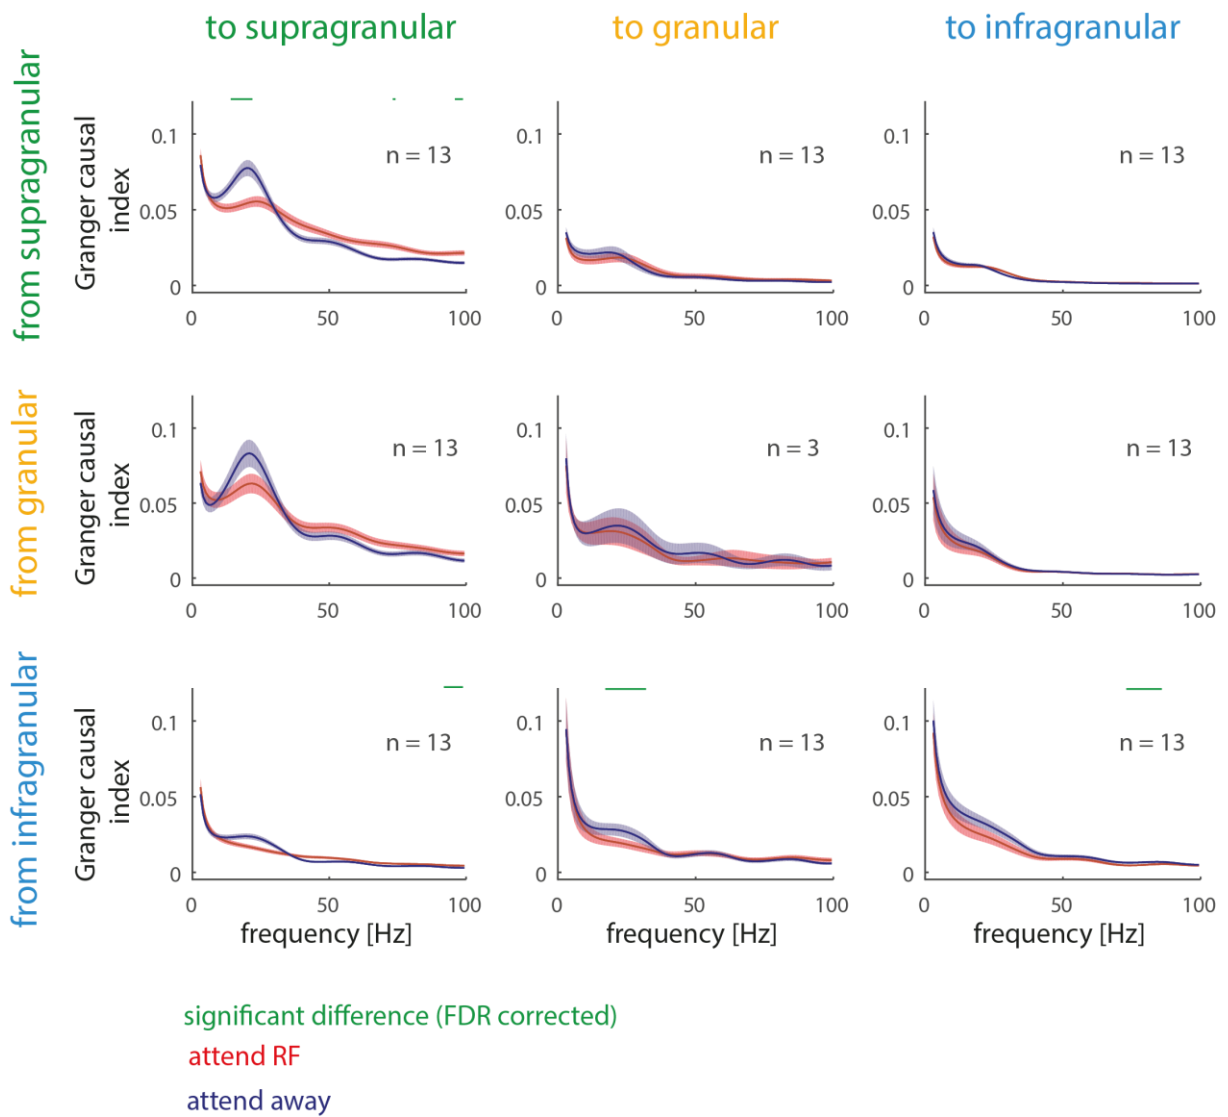 to supragranular
to granular
to infragranular
from supragranular
Granger causal
index
0.1
0.05
0
n = 13
0
50
100
0.1
0.05
0
n = 13
0
50
100
0.1
0.05
0
n = 13
0
50
100
from granular
Granger causal
index
0.1
0.05
0
n = 13
0
50
100
0.1
0.05
0
n = 3
0
50
100
0.1
0.05
0
n = 13
0
50
100
from infragranular
Granger causal
index
0.1
0.05
0
n = 13
0
50
100
frequency [Hz]
0.1
0.05
0
n = 13
0
50
100
frequency [Hz]
0.1
0.05
0
n = 13
0
50
100
frequency [Hz]
significant difference (FDR corrected)
attend RF
attend away